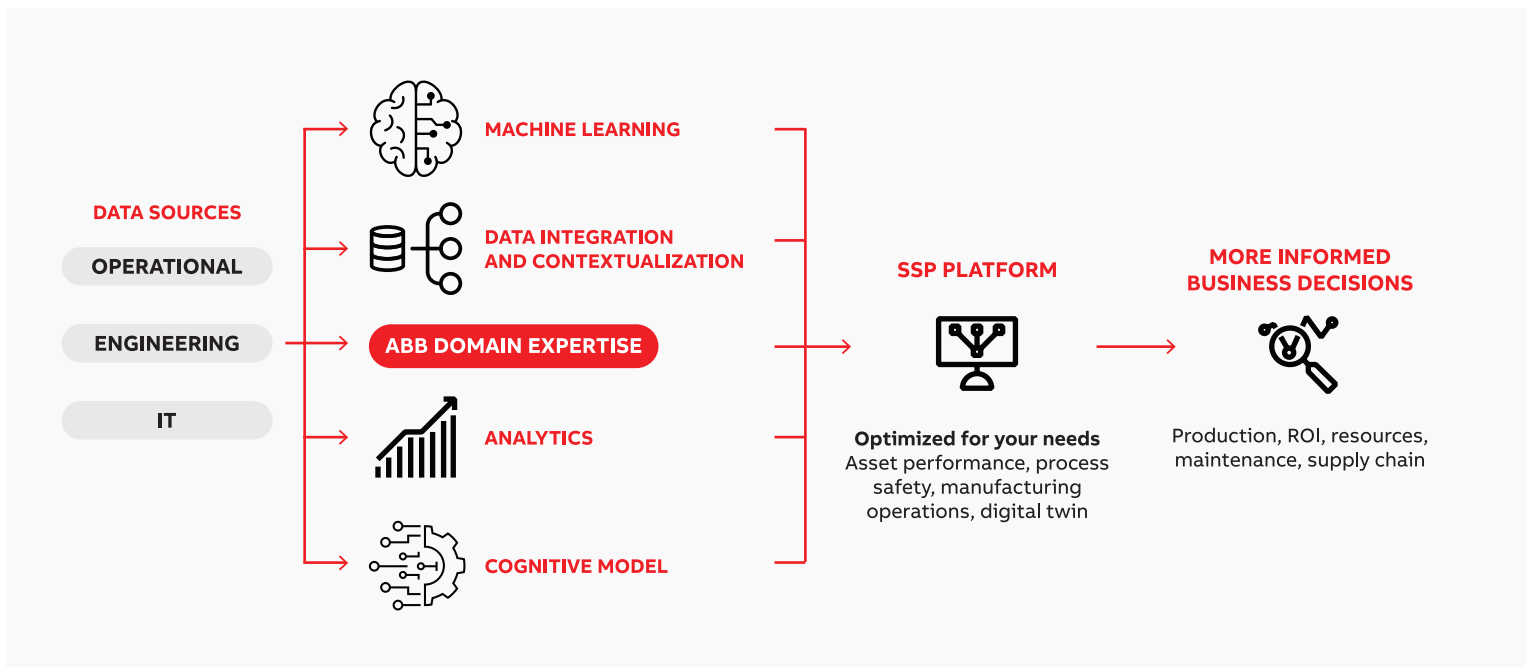 DATA SOURCES
OPERATIONAL
ENGINEERING
IT
MACHINE LEARNING
DATA INTEGRATION
AND CONTEXTUALIZATION
ABB DOMAIN EXPERTISE
ANALYTICS
COGNITIVE MODEL
SSP PLATFORM
Optimized for your needs
Asset performance, process
safety, manufacturing
operations, digital twin
MORE INFORMED
BUSINESS DECISIONS
Production, ROI, resources,
maintenance, supply chain